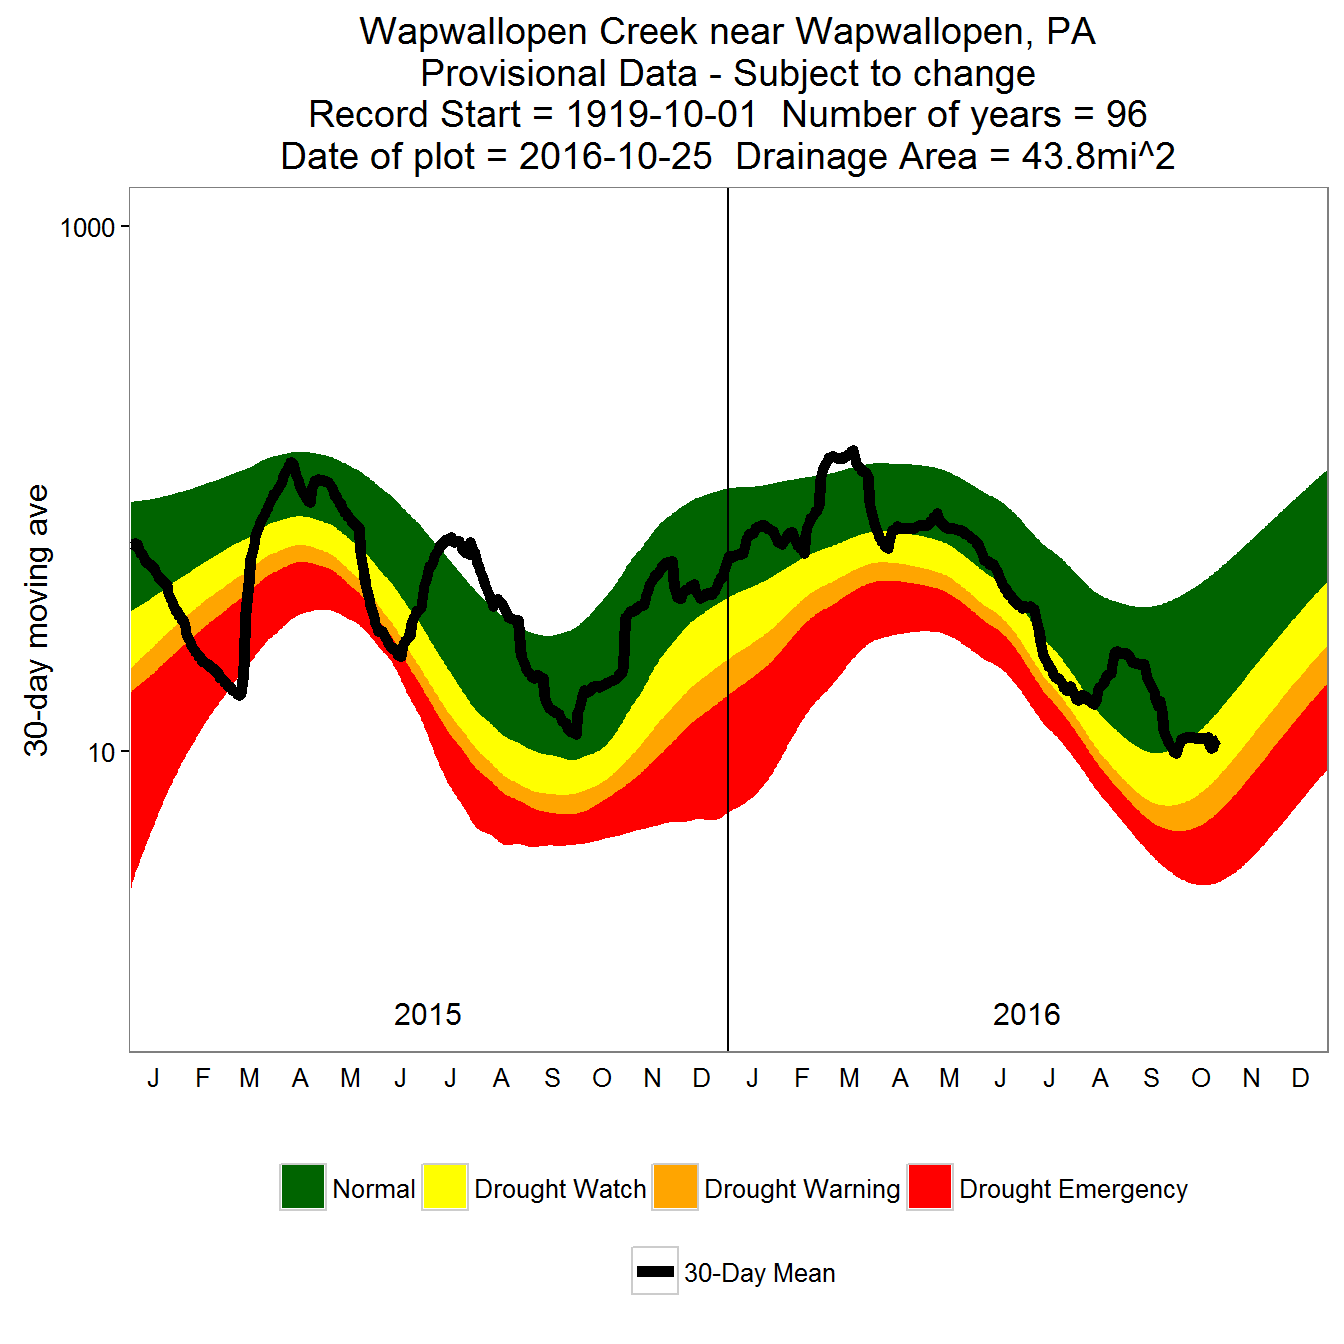 Wapwallopen Creek near Wapwallopen, PA
Provisional Data - Subject to change
Record Start = 1919-10-01  Number of years = 96
Date of plot = 2016-10-25  Drainage Area = 43.8mi^2
1000
30-day moving ave
10
2015 2016
J F M A M J J A S O N D J F M A M J J A S O N D
Normal Drought Watch Drought Warning Drought Emergency
30-Day Mean